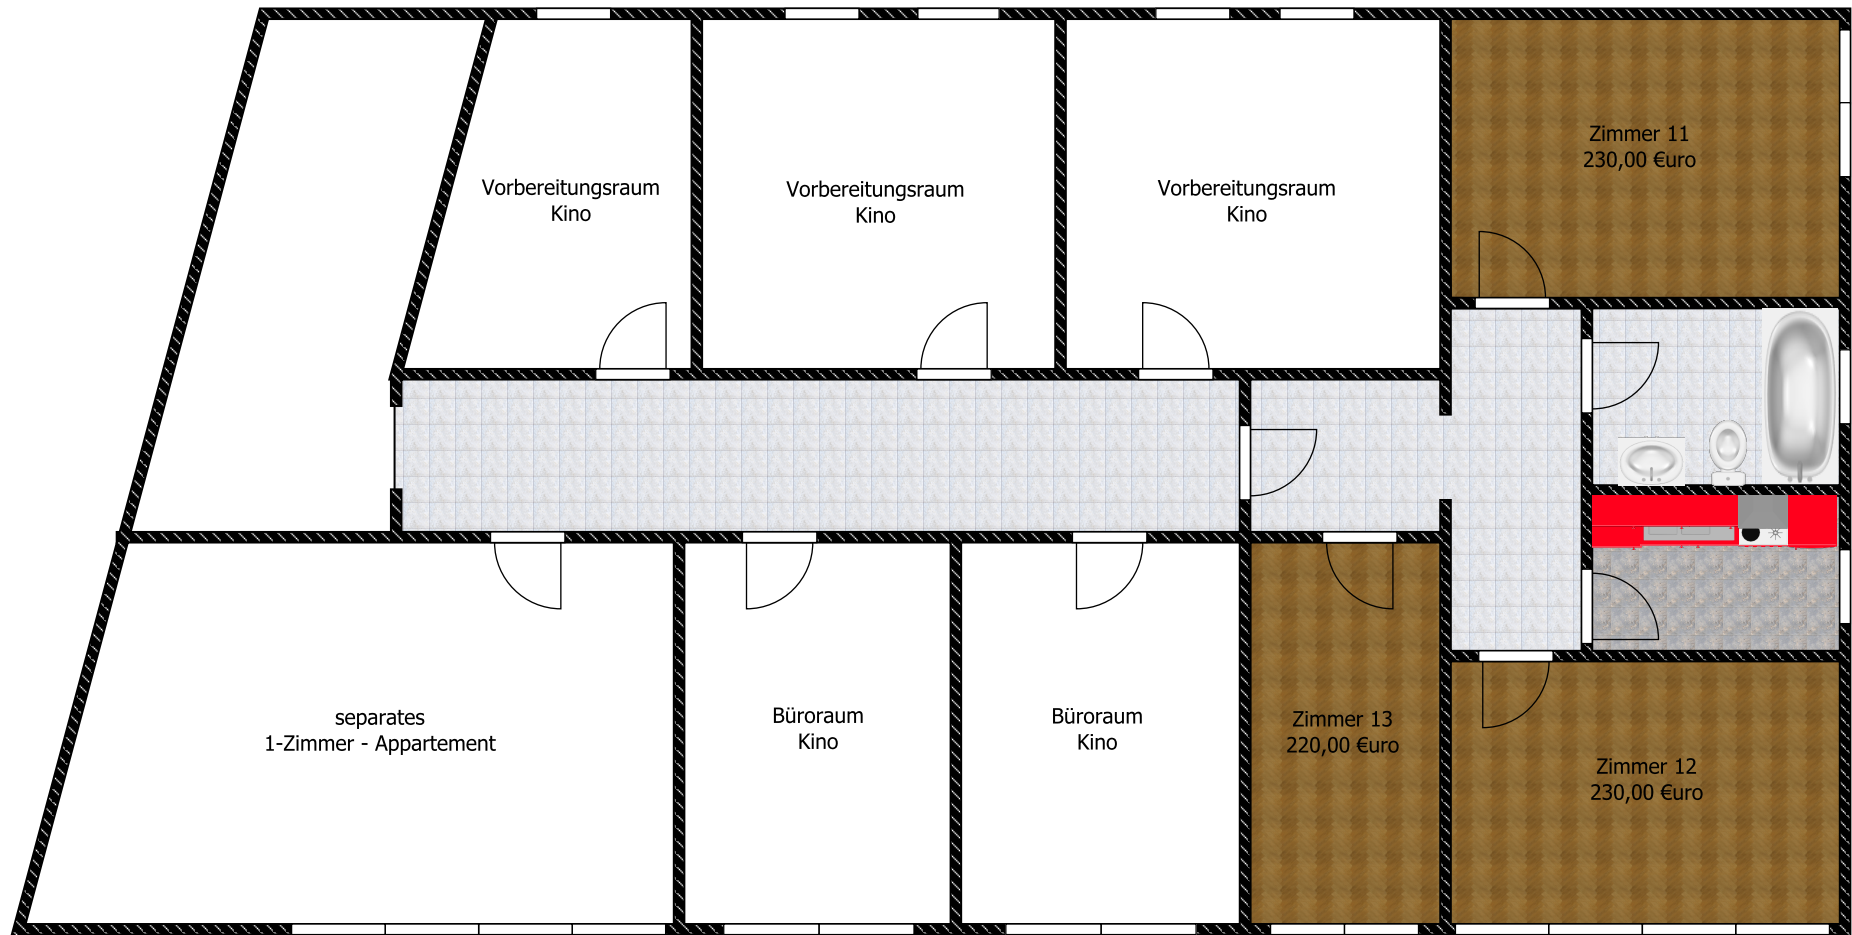 Zimmer 11
230,00 €uro
Vorbereitungsraum
Kino
Vorbereitungsraum
Kino
Vorbereitungsraum
Kino
separates
1-Zimmer - Appartement
Büroraum
Kino
Büroraum
Kino
Zimmer 13
220,00 €uro
Zimmer 12
230,00 €uro